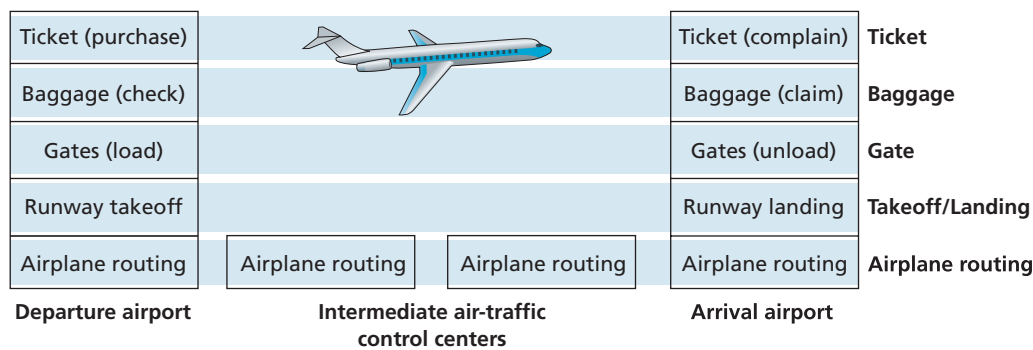 Ticket (purchase)
Ticket (complain)
Ticket
Baggage (check)
Baggage (claim)
Baggage
Gates (load)
Gates (unload)
Gate
Runway takeoff
Runway landing
Takeoff/Landing
Airplane routing
Airplane routing
Airplane routing
Airplane routing
Airplane routing
Departure airport
Intermediate air-traffic
control centers
Arrival airport